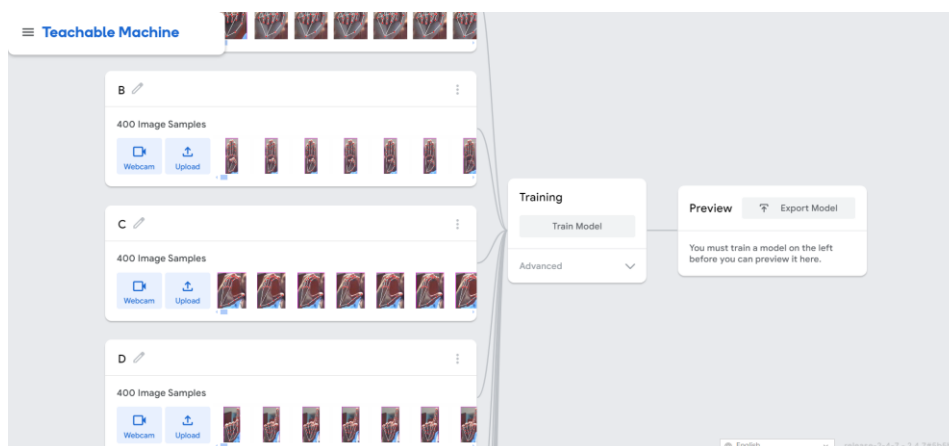 Teachable Machine
B
400 Image Samples
Webcam
Upload
C
400 Image Samples
Webcam
Upload
D
400 Image Samples
Webcam
Upload
Training
Train Model
Advanced
Preview
Export Model
You must train a model on the left
before you can preview it here.
English